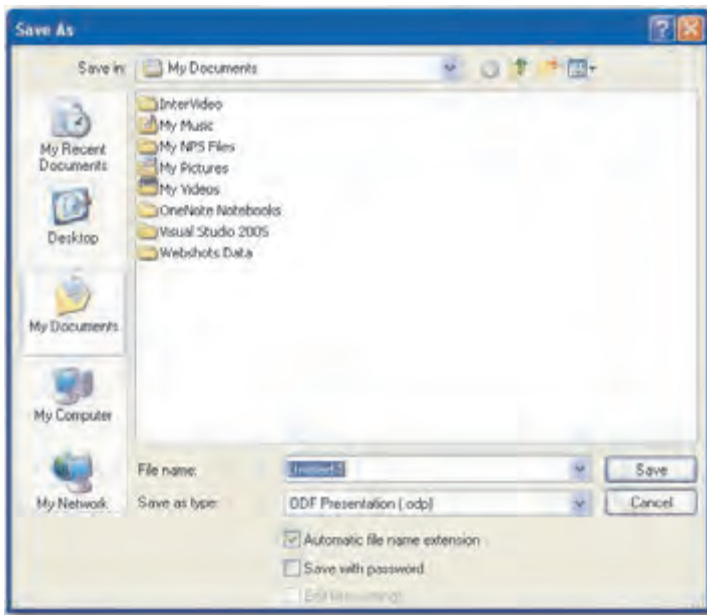 Save As
Save in: My Documents
InterVideo
My Music
My NPS Files
My Pictures
My Videos
OneNote Notebooks
Visual Studio 2005
Webshots Data
My Recent
Documents
Desktop
My Documents
My Computer
My Network
File name:
Save
Save as type: ODF Presentation (.odp)
Cancel
Automatic file name extension
Save with password